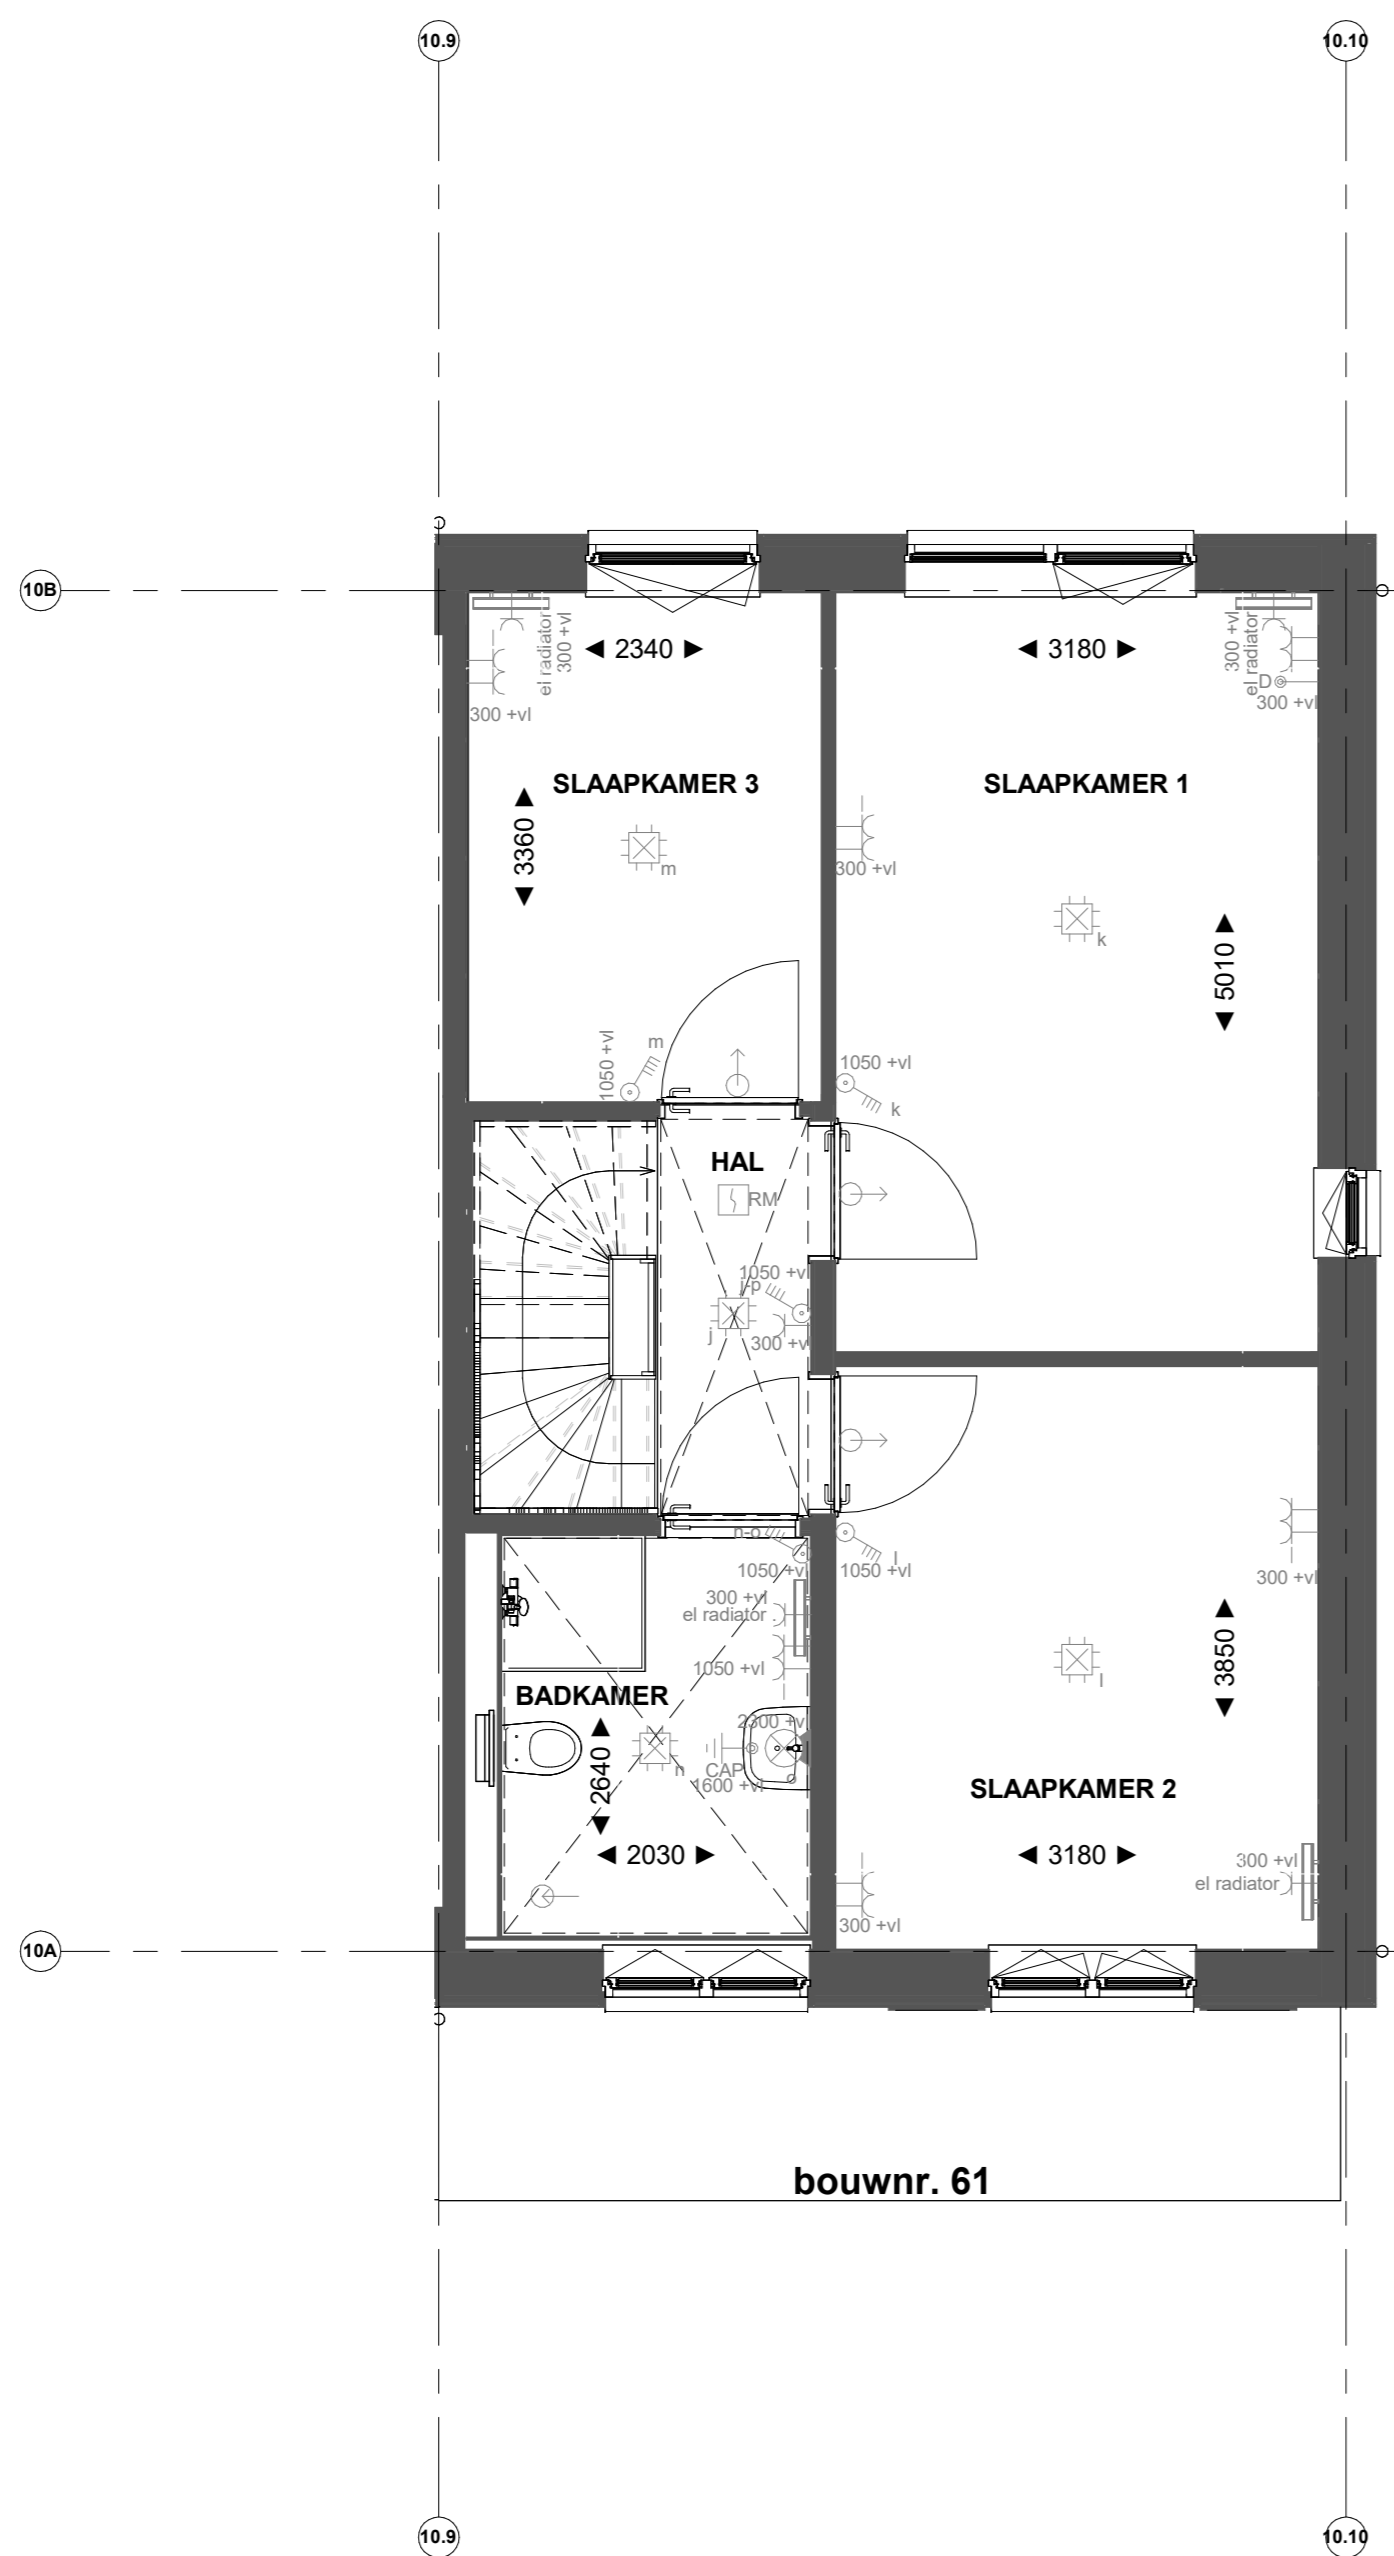 10.9
10.10
10B
el radiator
300 +vl
300 +vl
2340
3180
300 +vl
el radiator
D
300 +vl
SLAAPKAMER 3
SLAAPKAMER 1
3360
m
300 +vl
k
5010
1050 +vl
m
1050 +vl
k
HAL
RM
1050 +vl
j-p
j
300 +v
n-o
1050 +v
1050 +vl
l
300 +vl
el radiator
1050 +vl
300 +vl
BADKAMER
2640
2300 +v
n
CAP
1600 +vl
o
l
3850
SLAAPKAMER 2
2030
3180
300 +vl
el radiator
300 +vl
10A
bouwnr. 61
10.9
10.10